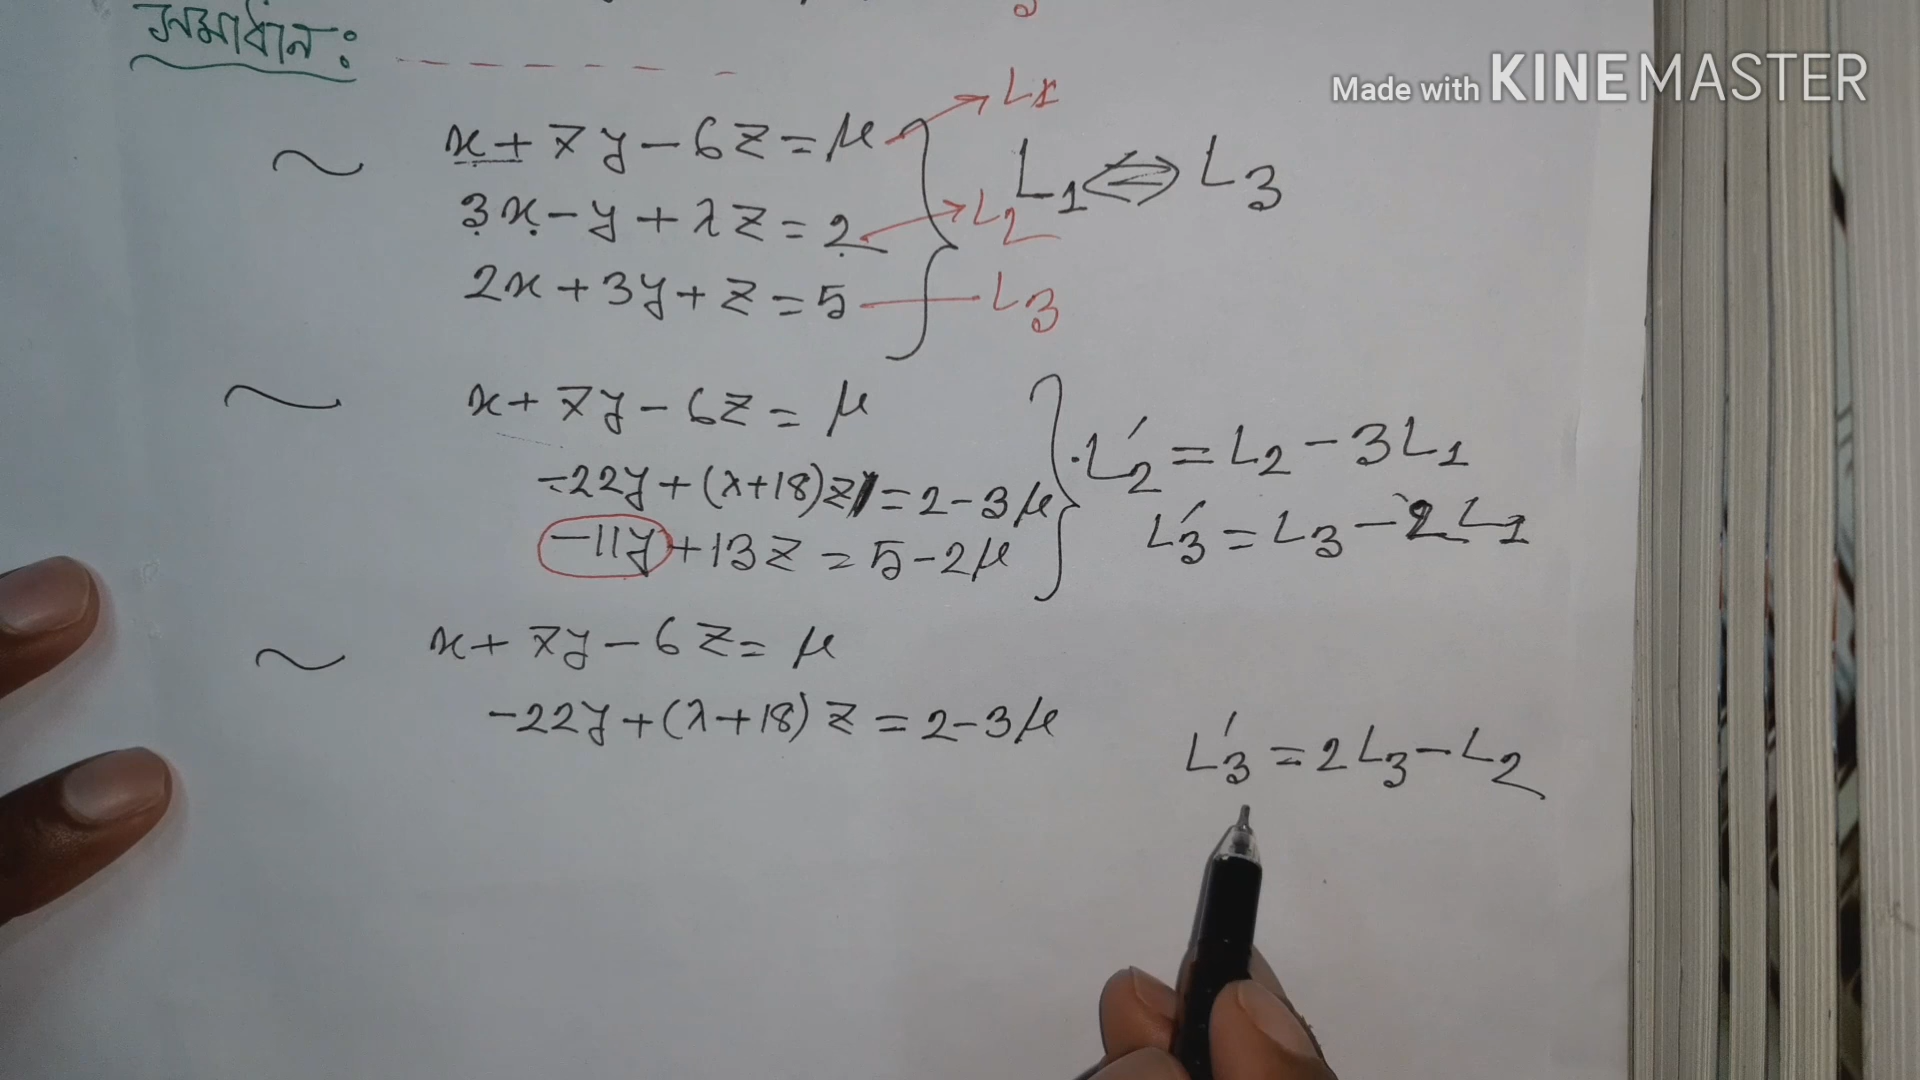 সমাধান:
Made with KINEMASTER
~ x + 7y - 6z = μ → L1
L1 ⇔ L3
3x - y + λz = 2 → L2
2x + 3y + z = 5 — L3
~ x + 7y - 6z = μ
-22y + (λ+18)z = 2 - 3μ
L2′ = L2 - 3L1
-11y + 13z = 5 - 2μ
L3′ = L3 - 2L1
~ x + 7y - 6z = μ
-22y + (λ+18)z = 2 - 3μ
L3′ = 2L3 - L2